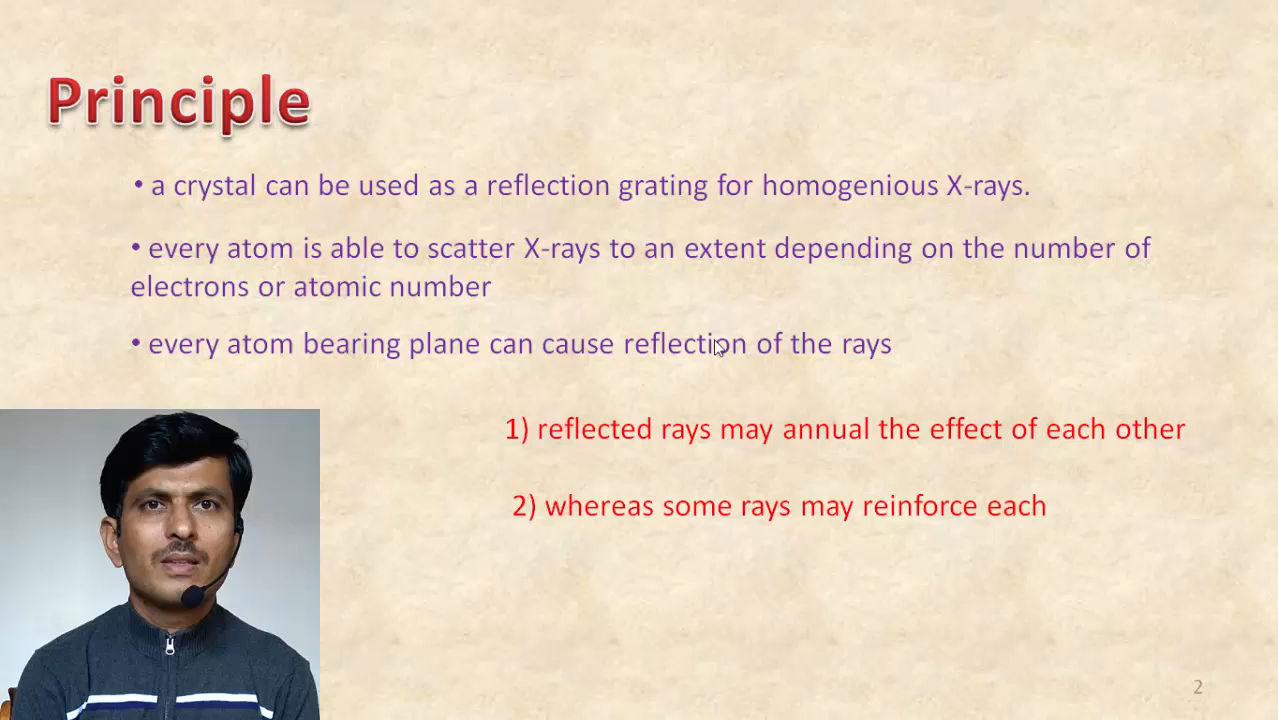 Principle
• a crystal can be used as a reflection grating for homogenious X-rays.
• every atom is able to scatter X-rays to an extent depending on the number of
electrons or atomic number
• every atom bearing plane can cause reflection of the rays
1) reflected rays may annual the effect of each other
2) whereas some rays may reinforce each
2